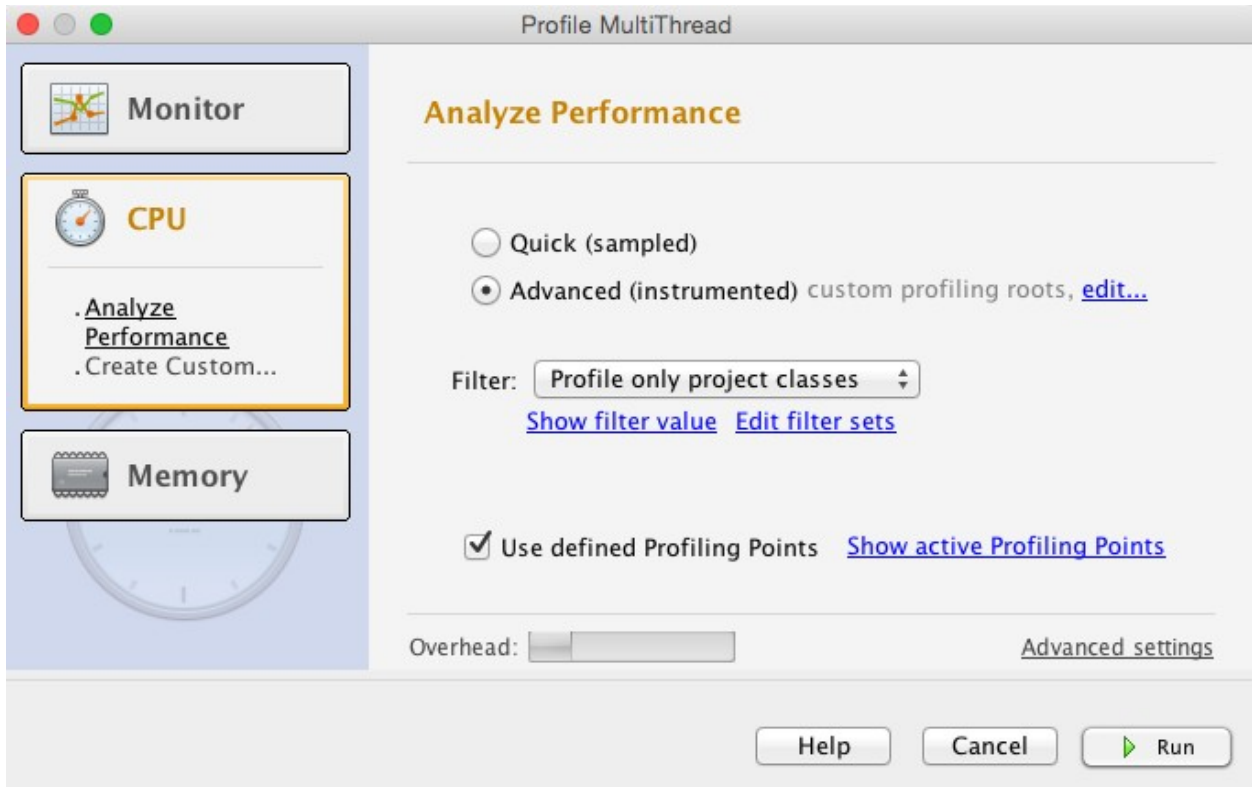 Profile MultiThread
Monitor
CPU
. Analyze
Performance
. Create Custom...
Memory
Analyze Performance
Quick (sampled)
Advanced (instrumented) custom profiling roots, edit...
Filter: Profile only project classes
Show filter value Edit filter sets
Use defined Profiling Points Show active Profiling Points
Overhead: Advanced settings
Help Cancel Run